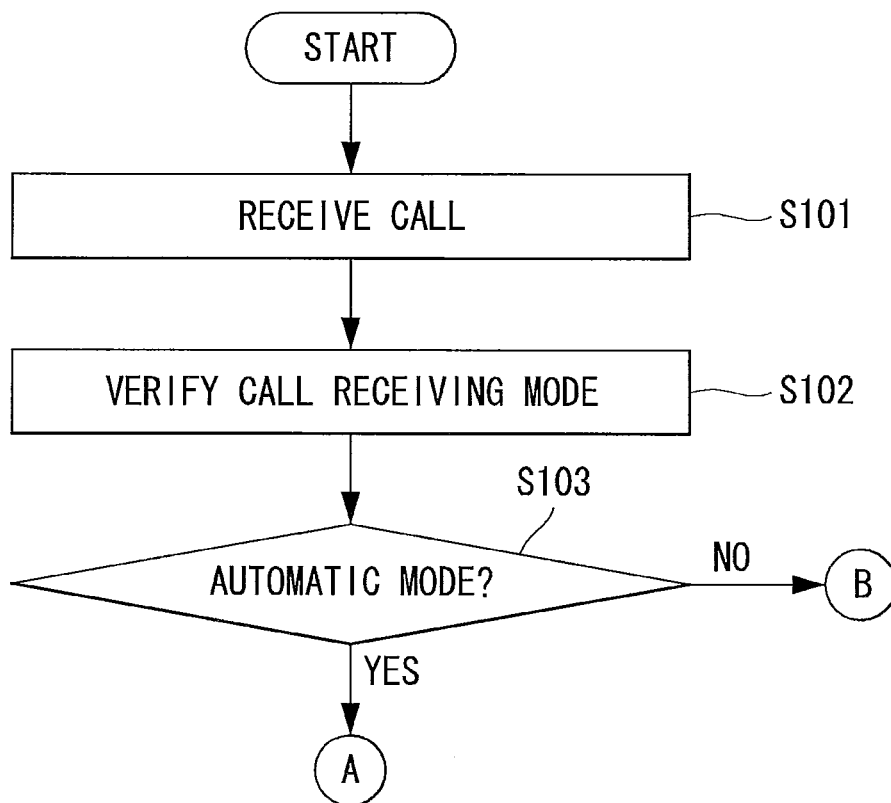 START
RECEIVE CALL
S101
VERIFY CALL RECEIVING MODE
S102
S103
AUTOMATIC MODE?
NO
B
YES
A